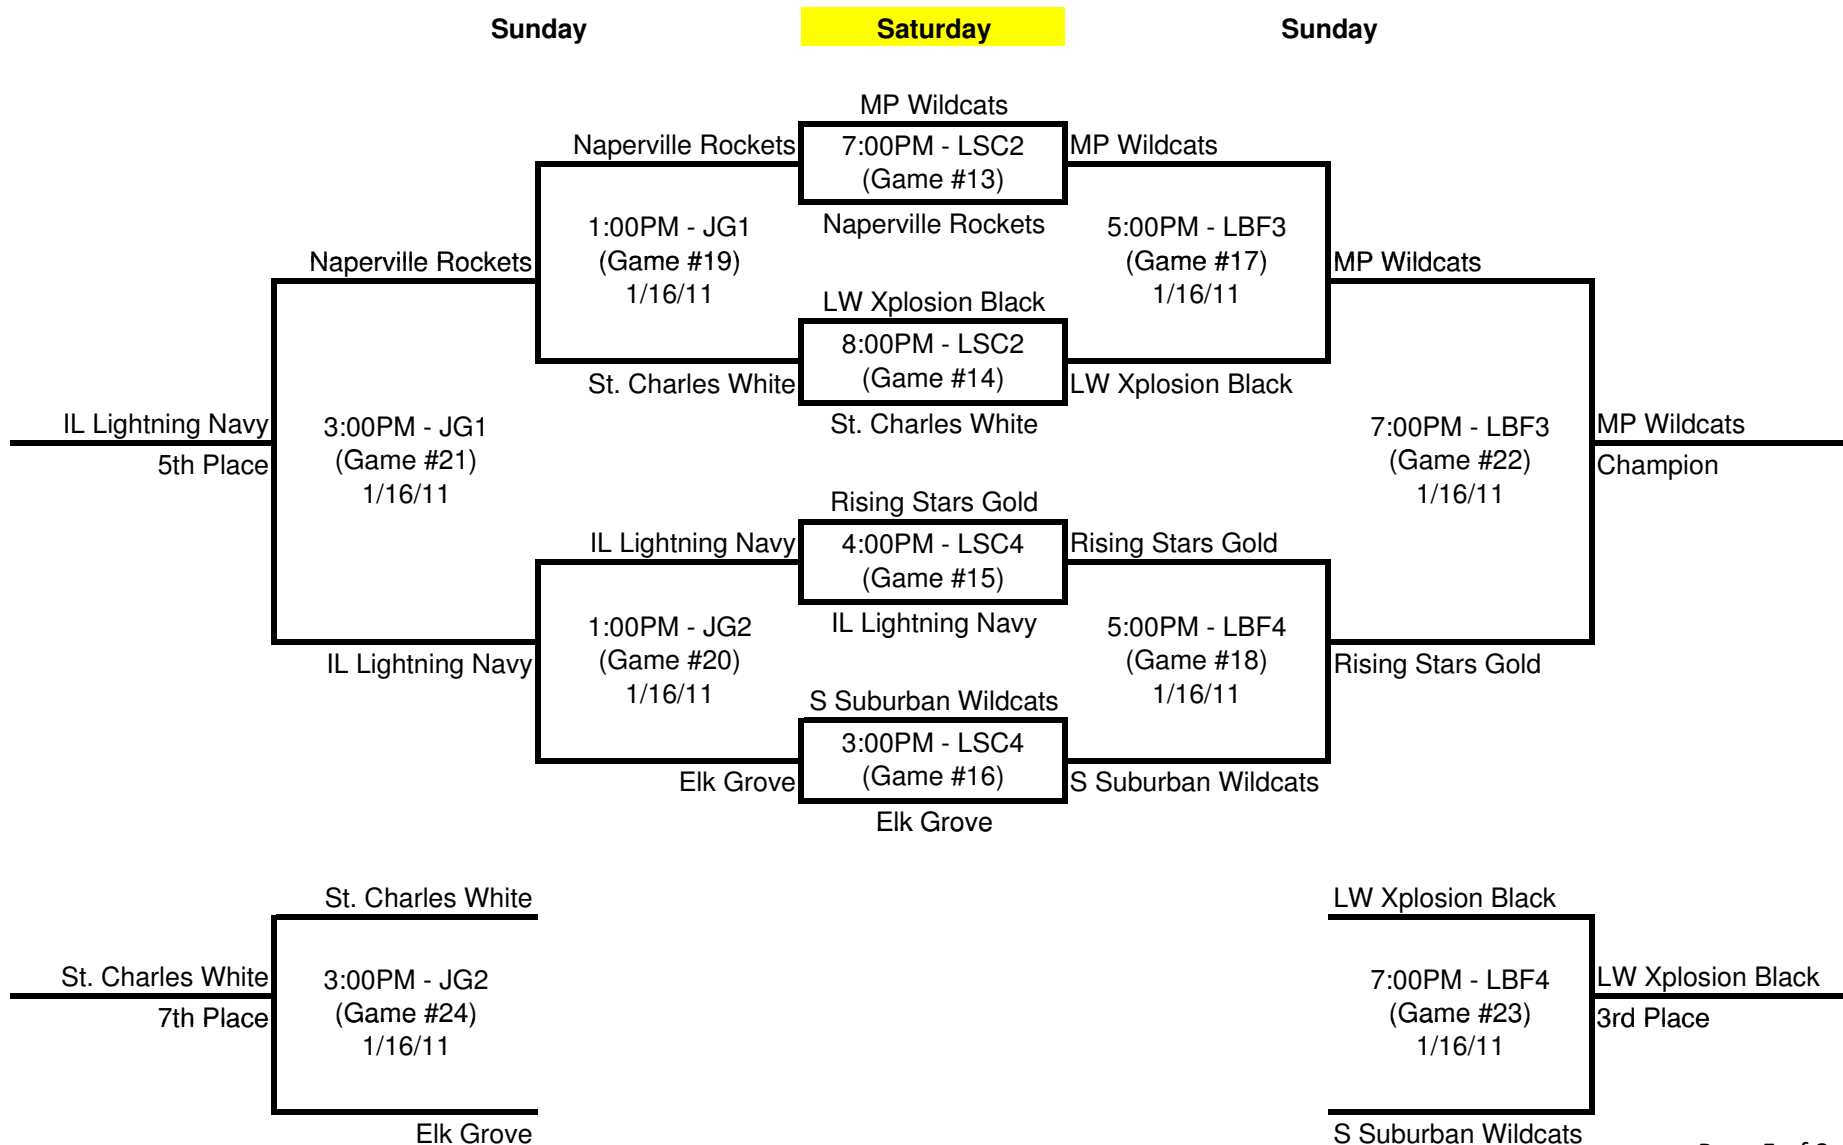 Sunday Saturday Sunday
MP Wildcats
Naperville Rockets 7:00PM - LSC2 MP Wildcats
(Game #13)
Naperville Rockets
1:00PM - JG1 5:00PM - LBF3
Naperville Rockets (Game #19) (Game #17) MP Wildcats
1/16/11 1/16/11
LW Xplosion Black
8:00PM - LSC2
St. Charles White (Game #14) LW Xplosion Black
St. Charles White
IL Lightning Navy 3:00PM - JG1 7:00PM - LBF3 MP Wildcats
5th Place (Game #21) (Game #22) Champion
1/16/11 1/16/11
Rising Stars Gold
IL Lightning Navy 4:00PM - LSC4 Rising Stars Gold
(Game #15)
IL Lightning Navy
1:00PM - JG2 5:00PM - LBF4
IL Lightning Navy (Game #20) (Game #18) Rising Stars Gold
1/16/11 1/16/11
S Suburban Wildcats
3:00PM - LSC4
Elk Grove (Game #16) S Suburban Wildcats
Elk Grove
St. Charles White LW Xplosion Black
St. Charles White 3:00PM - JG2 7:00PM - LBF4 LW Xplosion Black
7th Place (Game #24) (Game #23) 3rd Place
1/16/11 1/16/11
Elk Grove S Suburban Wildcats